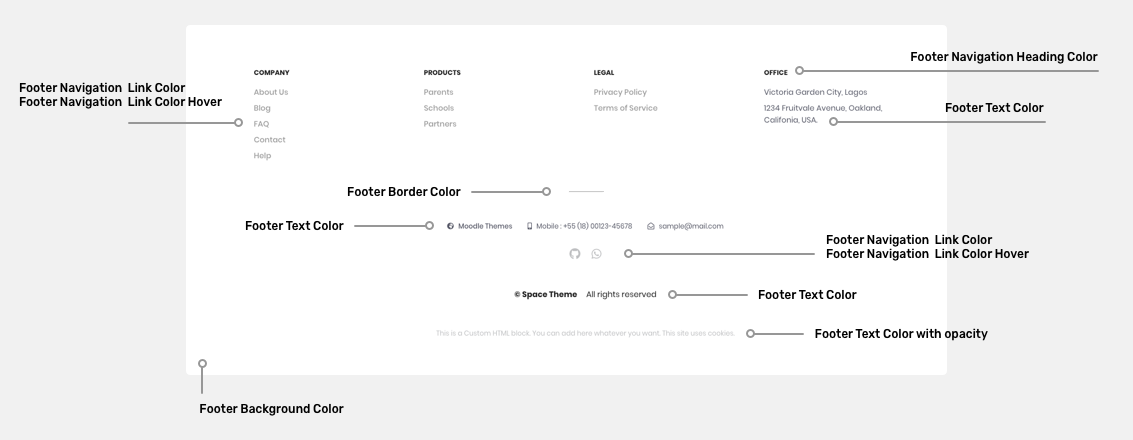 Footer Navigation Heading Color
COMPANY
PRODUCTS
LEGAL
OFFICE
Footer Navigation Link Color
Footer Navigation Link Color Hover
About Us
Blog
FAQ
Contact
Help
Parents
Schools
Partners
Privacy Policy
Terms of Service
Victoria Garden City, Lagos
1234 Fruitvale Avenue, Oakland,
Califonia, USA.
Footer Text Color
Footer Border Color
Footer Text Color
Moodle Themes
Mobile : +55 (18) 00123-45678
sample@mail.com
Footer Navigation Link Color
Footer Navigation Link Color Hover
© Space Theme All rights reserved
Footer Text Color
This is a Custom HTML block. You can add here whatever you want. This site uses cookies.
Footer Text Color with opacity
Footer Background Color